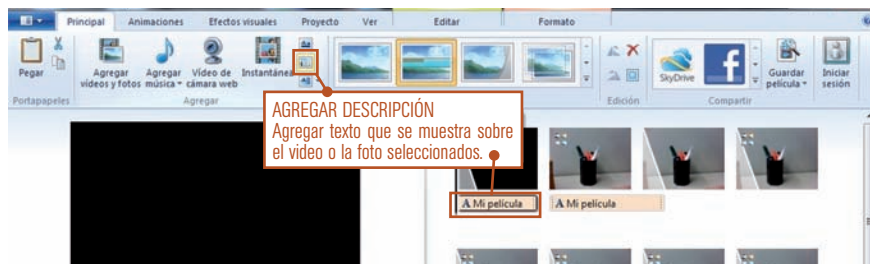 Principal Animaciones Efectos visuales Proyecto Ver Editar Formato
Pegar
Agregar vídeos y fotos
Agregar música
Vídeo de cámara web
Instantánea
SkyDrive
f
Guardar película
Iniciar sesión
Portapapeles Agregar Edición Compartir
AGREGAR DESCRIPCIÓN
Agregar texto que se muestra sobre
el video o la foto seleccionados.
A Mi película
A Mi película